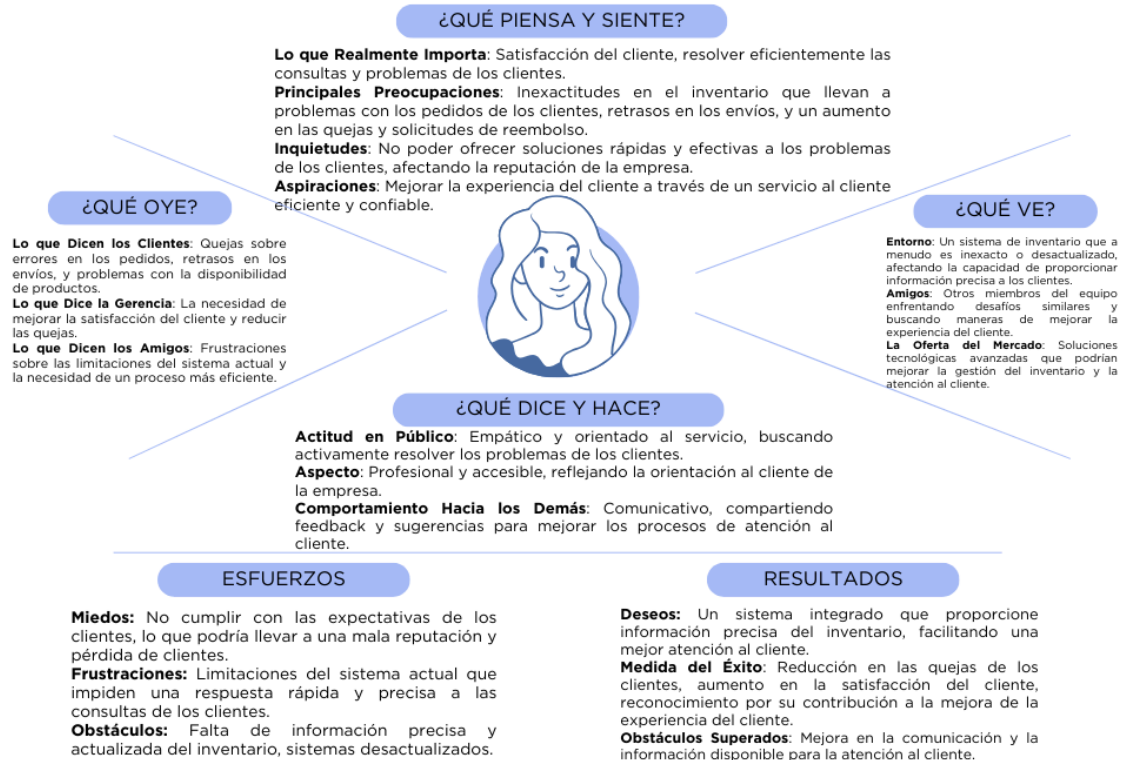 ¿QUÉ PIENSA Y SIENTE?
Lo que Realmente Importa: Satisfacción del cliente, resolver eficientemente las
consultas y problemas de los clientes.
Principales Preocupaciones: Inexactitudes en el inventario que llevan a
problemas con los pedidos de los clientes, retrasos en los envíos, y un aumento
en las quejas y solicitudes de reembolso.
Inquietudes: No poder ofrecer soluciones rápidas y efectivas a los problemas
de los clientes, afectando la reputación de la empresa.
Aspiraciones: Mejorar la experiencia del cliente a través de un servicio al cliente
eficiente y confiable.
¿QUÉ OYE?
Lo que Dicen los Clientes: Quejas sobre
errores en los pedidos, retrasos en los
envíos, y problemas con la disponibilidad
de productos.
Lo que Dice la Gerencia: La necesidad de
mejorar la satisfacción del cliente y reducir
las quejas.
Lo que Dicen los Amigos: Frustraciones
sobre las limitaciones del sistema actual y
la necesidad de un proceso más eficiente.
¿QUÉ VE?
Entorno: Un sistema de inventario que a
menudo es inexacto o desactualizado,
afectando la capacidad de proporcionar
información precisa a los clientes.
Amigos: Otros miembros del equipo
enfrentando desafíos similares y
buscando maneras de mejorar la
experiencia del cliente.
La Oferta del Mercado: Soluciones
tecnológicas avanzadas que podrían
mejorar la gestión del inventario y la
atención al cliente.
¿QUÉ DICE Y HACE?
Actitud en Público: Empático y orientado al servicio, buscando
activamente resolver los problemas de los clientes.
Aspecto: Profesional y accesible, reflejando la orientación al cliente de
la empresa.
Comportamiento Hacia los Demás: Comunicativo, compartiendo
feedback y sugerencias para mejorar los procesos de atención al
cliente.
ESFUERZOS
Miedos: No cumplir con las expectativas de los
clientes, lo que podría llevar a una mala reputación y
pérdida de clientes.
Frustraciones: Limitaciones del sistema actual que
impiden una respuesta rápida y precisa a las
consultas de los clientes.
Obstáculos: Falta de información precisa y
actualizada del inventario, sistemas desactualizados.
RESULTADOS
Deseos: Un sistema integrado que proporcione
información precisa del inventario, facilitando una
mejor atención al cliente.
Medida del Éxito: Reducción en las quejas de los
clientes, aumento en la satisfacción del cliente,
reconocimiento por su contribución a la mejora de la
experiencia del cliente.
Obstáculos Superados: Mejora en la comunicación y la
información disponible para la atención al cliente.